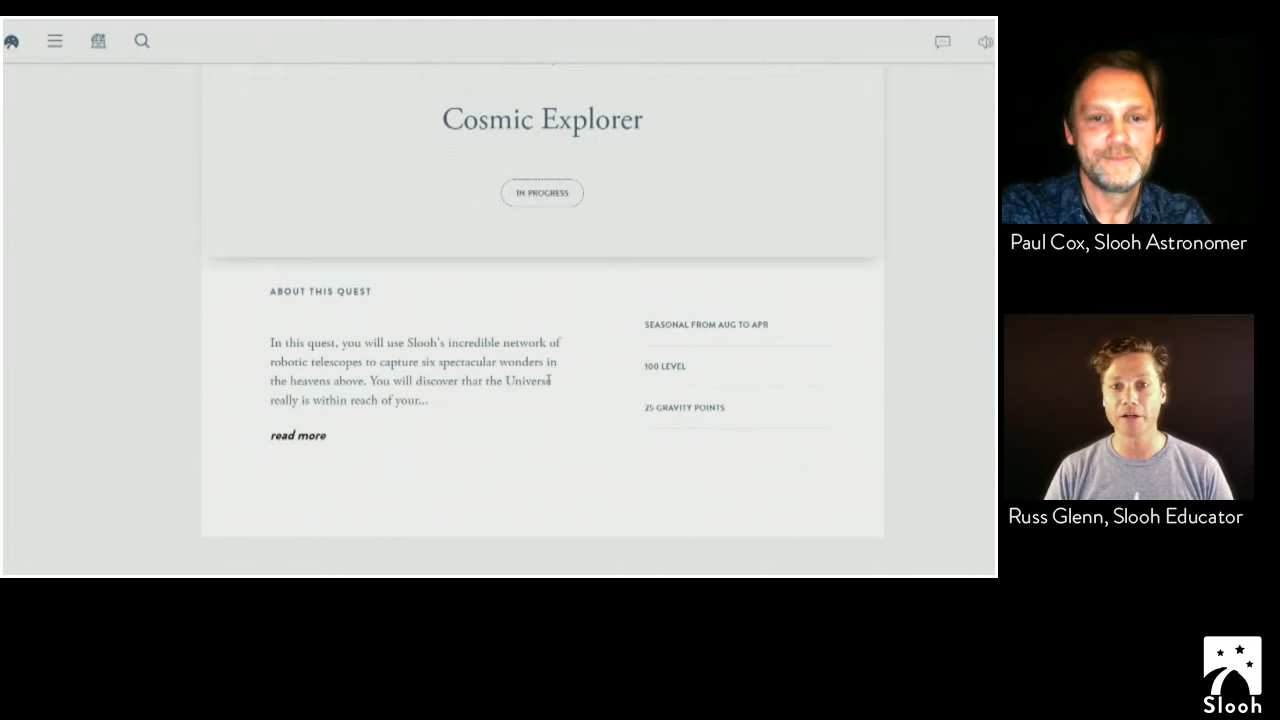 Cosmic Explorer
IN PROGRESS
ABOUT THIS QUEST
In this quest, you will use Slooh's incredible network of
robotic telescopes to capture six spectacular wonders in
the heavens above. You will discover that the Universe
really is within reach of your...
read more
SEASONAL FROM AUG TO APR
100 LEVEL
25 GRAVITY POINTS
Paul Cox, Slooh Astronomer
Russ Glenn, Slooh Educator
Slooh